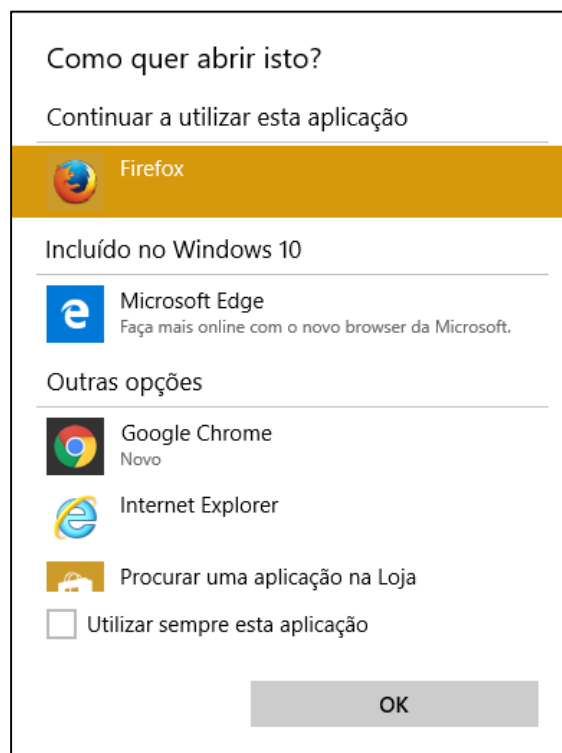 Como quer abrir isto?
Continuar a utilizar esta aplicação
Firefox
Incluído no Windows 10
Microsoft Edge
Faça mais online com o novo browser da Microsoft.
Outras opções
Google Chrome
Novo
Internet Explorer
Procurar uma aplicação na Loja
Utilizar sempre esta aplicação
OK